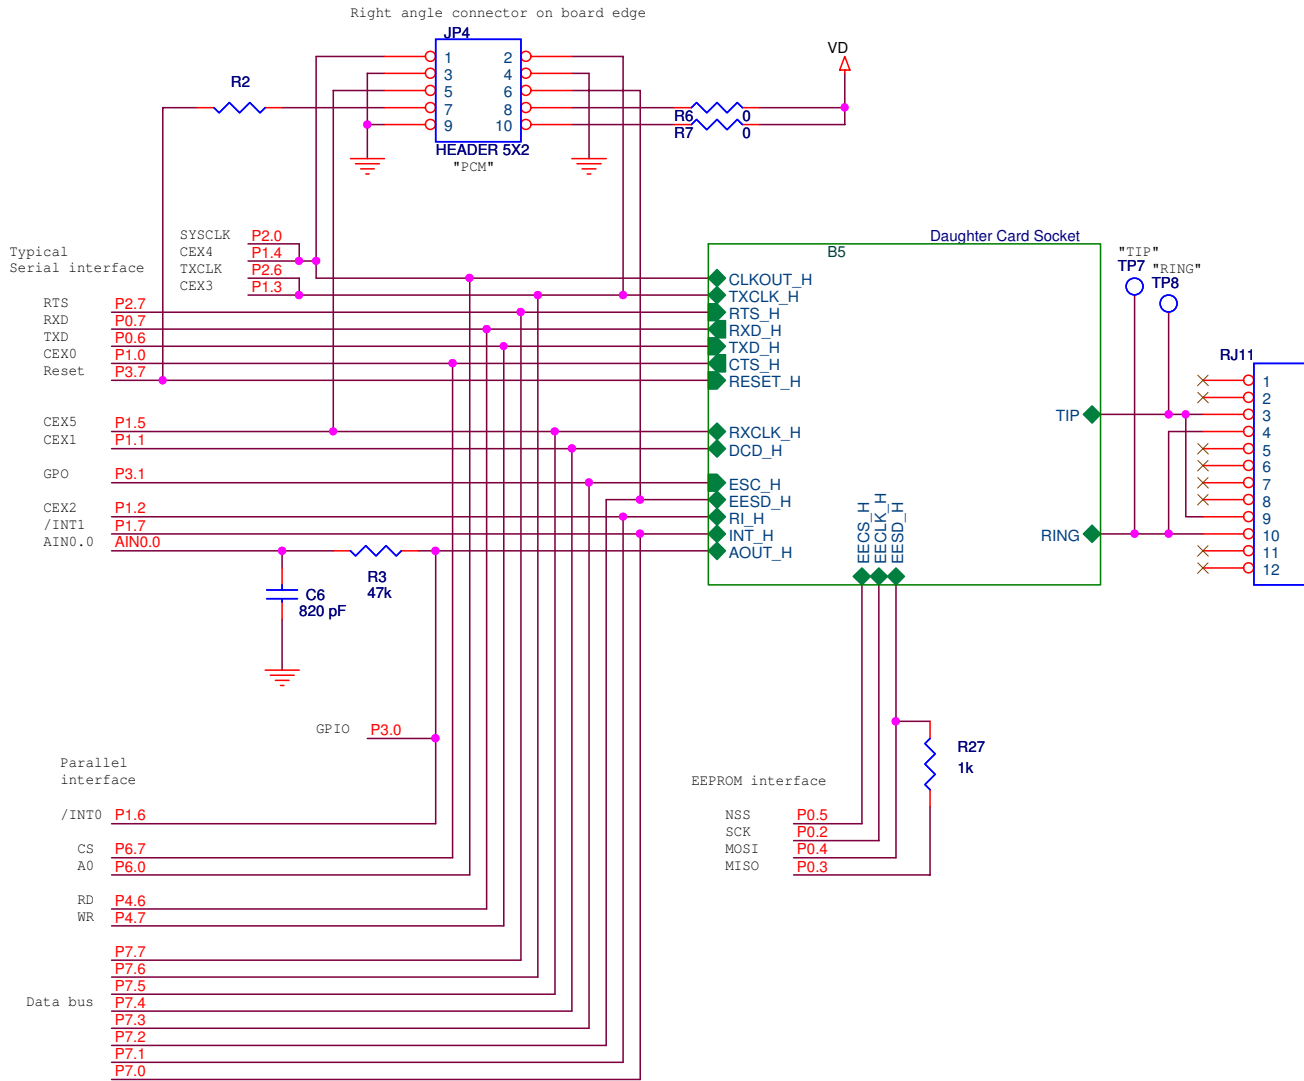 Right angle connector on board edge
JP4
1 2
3 4
5 6
7 8
9 10
HEADER 5X2
"PCM"
R2
VD
R6 0
R7 0
SYSCLK P2.0
CEX4 P1.4
TXCLK P2.6
CEX3 P1.3
Typical
Serial interface
RTS P2.7
RXD P0.7
TXD P0.6
CEX0 P1.0
Reset P3.7
CEX5 P1.5
CEX1 P1.1
GPO P3.1
CEX2 P1.2
/INT1 P1.7
AIN0.0 AIN0.0
R3
47k
C6
820 pF
Daughter Card Socket
B5
CLKOUT_H
TXCLK_H
RTS_H
RXD_H
TXD_H
CTS_H
RESET_H
RXCLK_H
DCD_H
ESC_H
EESD_H
RI_H
INT_H
AOUT_H
EECS_H
EECLK_H
EESD_H
TIP
RING
"TIP"
TP7
"RING"
TP8
RJ11
1
2
3
4
5
6
7
8
9
10
11
12
GPIO P3.0
Parallel
interface
/INT0 P1.6
CS P6.7
A0 P6.0
RD P4.6
WR P4.7
P7.7
P7.6
P7.5
Data bus P7.4
P7.3
P7.2
P7.1
P7.0
R27
1k
EEPROM interface
NSS P0.5
SCK P0.2
MOSI P0.4
MISO P0.3